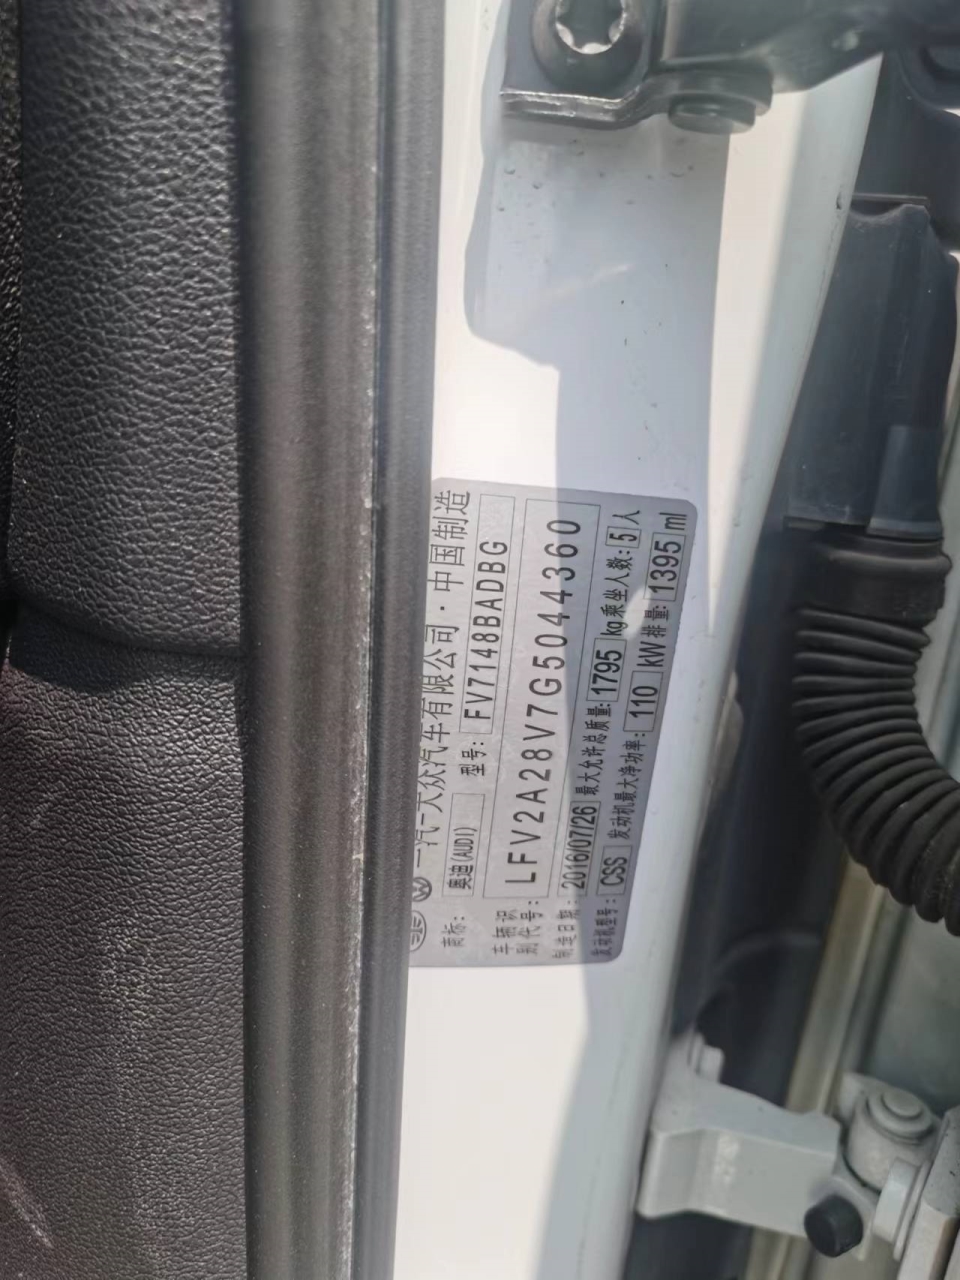 一汽-大众汽车有限公司·中国制造
商标: 奥迪(AUDI) 型号: FV7148BADBG
车辆识别代号: LFV2A28V7G5044360
制造日期: 2016/07/26 最大允许总质量: 1795 kg 乘坐人数: 5 人
发动机型号: CSS 发动机最大净功率: 110 kW 排量: 1395 ml